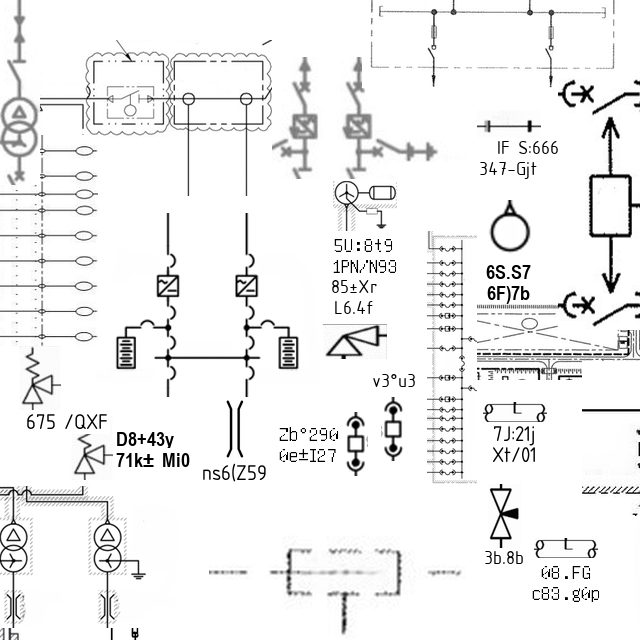 IF S:666
347-Gjt
5U:8t9
1PN/"N93
85±Xr
L6.4f
6S.S7
6F)7b
v3°u3
675 /QXF
D8+43y
71k± Mi0
ns6(Z59
Zb°290
0e±I27
7J:21j
Xt/01
3b.8b
08.FG
c83.g0p